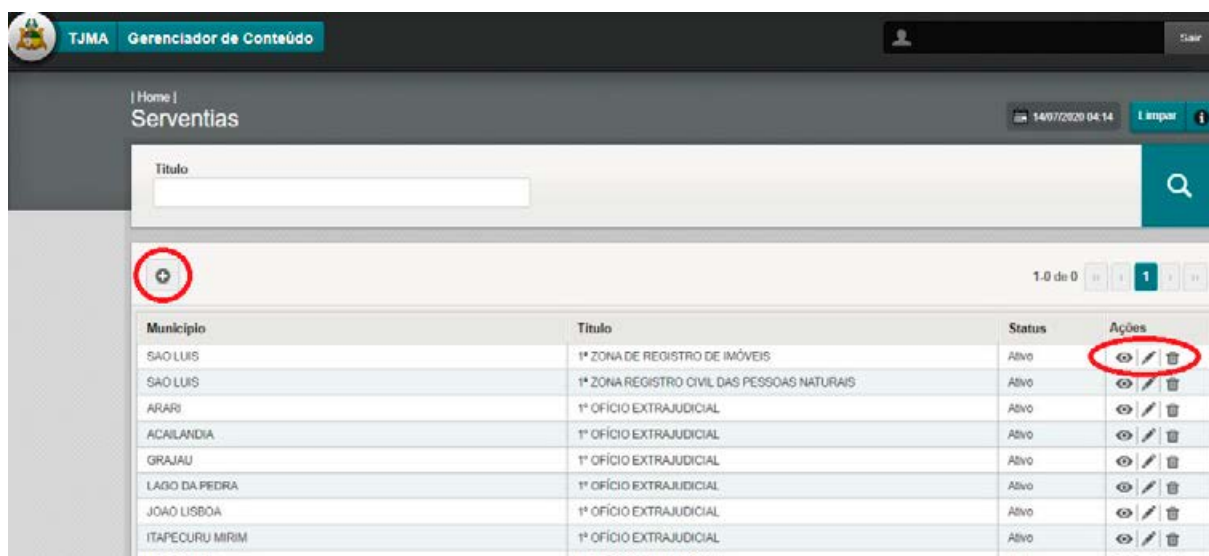 TJMA Gerenciador de Conteúdo Sair
| Home |
Serventias 14/07/2020 04:14 Limpar
Titulo
1-0 de 0 1
Municipio Titulo Status Ações
SAO LUIS 1ª ZONA DE REGISTRO DE IMÓVEIS Ativo
SAO LUIS 1ª ZONA REGISTRO CIVIL DAS PESSOAS NATURAIS Ativo
ARARI 1º OFÍCIO EXTRAJUDICIAL Ativo
ACAILANDIA 1º OFÍCIO EXTRAJUDICIAL Ativo
GRAJAU 1º OFÍCIO EXTRAJUDICIAL Ativo
LAGO DA PEDRA 1º OFÍCIO EXTRAJUDICIAL Ativo
JOAO LISBOA 1º OFÍCIO EXTRAJUDICIAL Ativo
ITAPECURU MIRIM 1º OFÍCIO EXTRAJUDICIAL Ativo